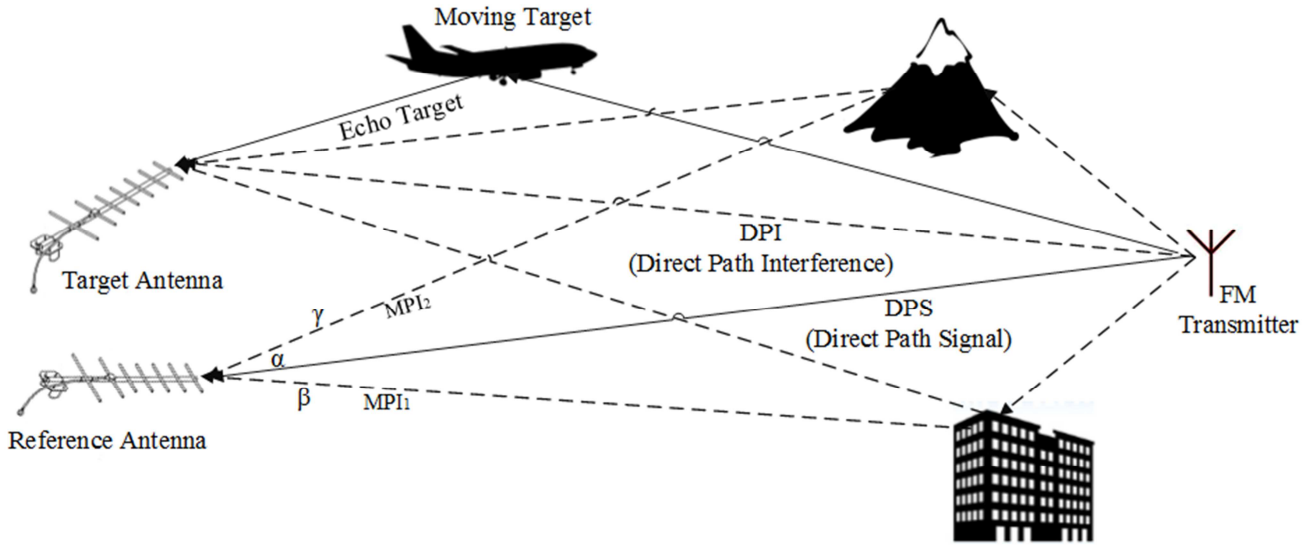 Moving Target
Echo Target
DPI
(Direct Path Interference)
Target Antenna
FM
Transmitter
MPI₂
γ
DPS
(Direct Path Signal)
α
β
MPI₁
Reference Antenna